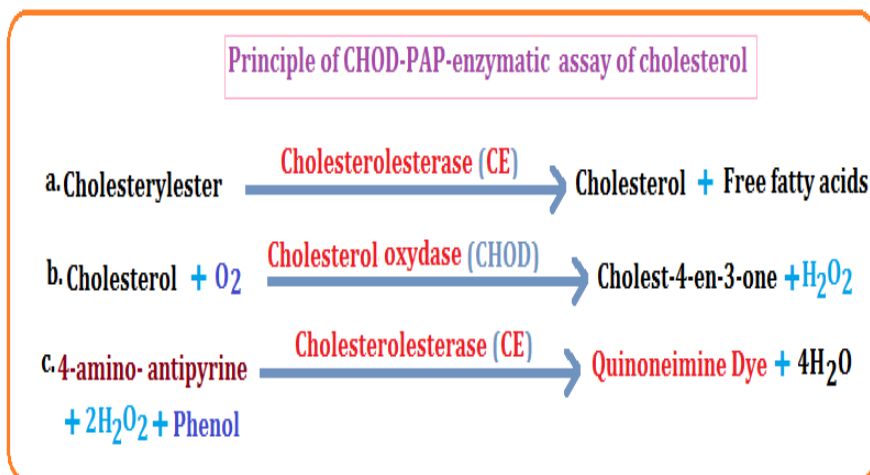 Principle of CHOD-PAP-enzymatic assay of cholesterol
Cholesterolesterase (CE)
a. Cholesterylester Cholesterol + Free fatty acids
Cholesterol oxydase (CHOD)
b. Cholesterol + O2 Cholest-4-en-3-one +H2O2
Cholesterolesterase (CE)
c. 4-amino- antipyrine Quinoneimine Dye + 4H2O
+ 2H2O2 + Phenol